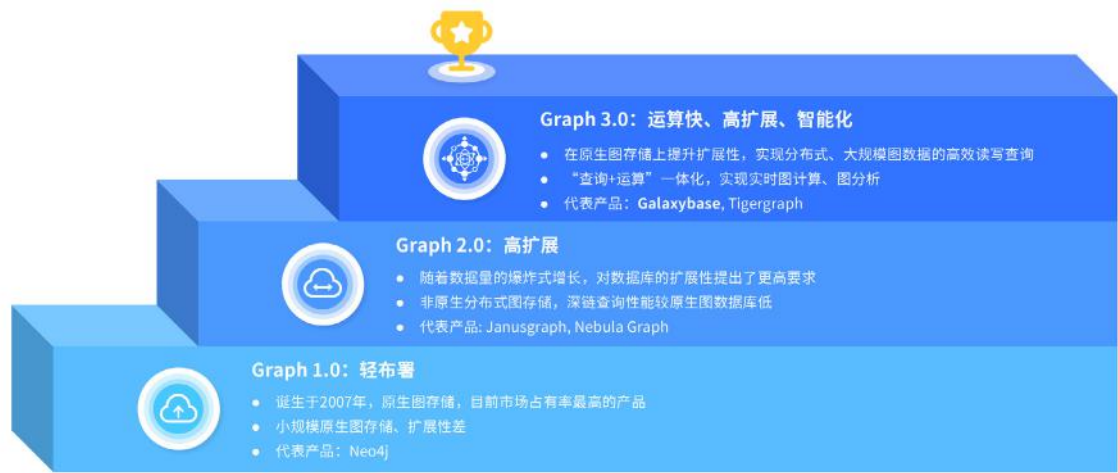 Graph 3.0：运算快、高扩展、智能化
● 在原生图存储上提升扩展性，实现分布式、大规模图数据的高效读写查询
● “查询+运算”一体化，实现实时图计算、图分析
● 代表产品：Galaxybase, Tigergraph
Graph 2.0：高扩展
● 随着数据量的爆炸式增长，对数据库的扩展性提出了更高要求
● 非原生分布式图存储，深链查询性能较原生图数据库低
● 代表产品: Janusgraph, Nebula Graph
Graph 1.0：轻布署
● 诞生于2007年，原生图存储，目前市场占有率最高的产品
● 小规模原生图存储、扩展性差
● 代表产品：Neo4j